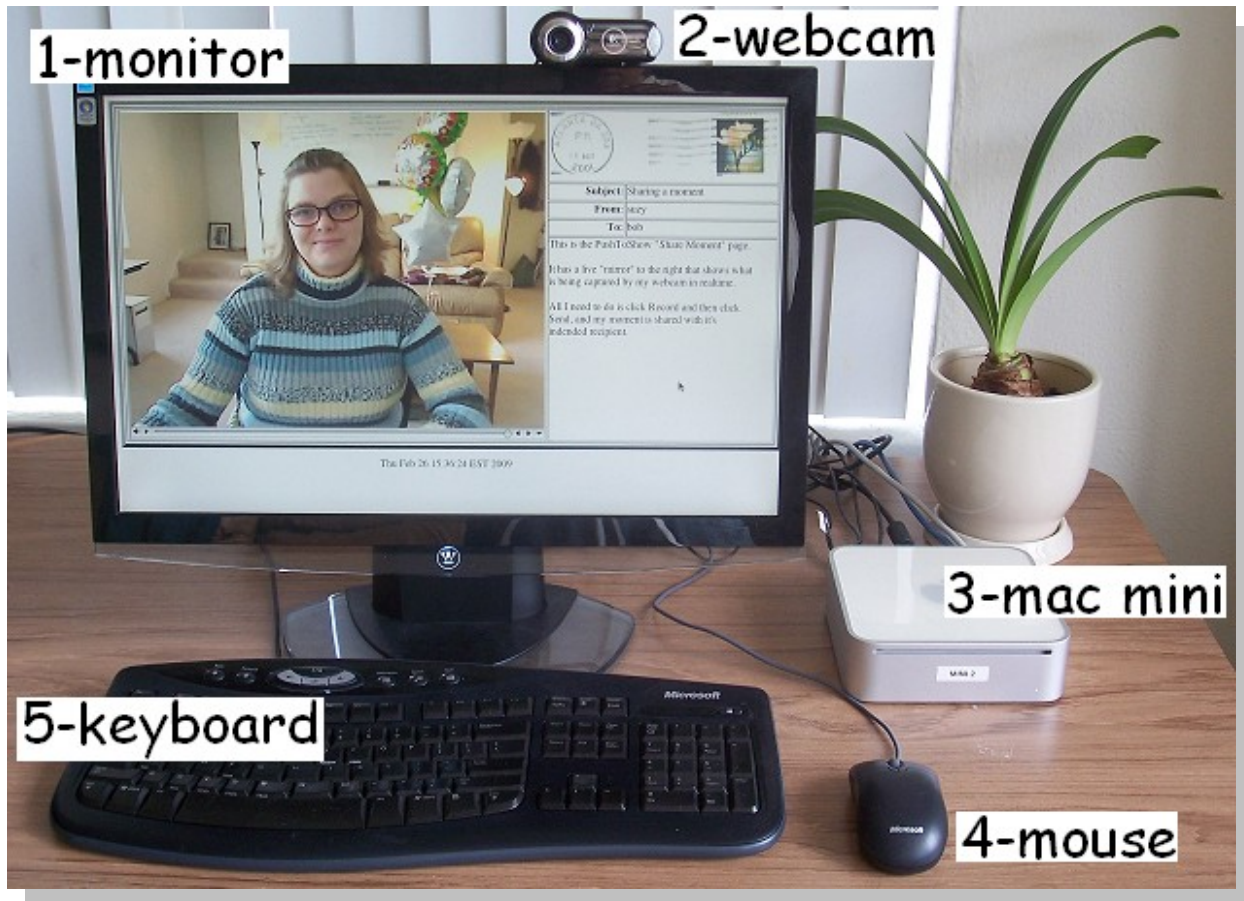 1-monitor
2-webcam
Subject: Sharing a moment
From: suzy
To: bob
This is the PushToShow "Share Moment" page.
It has a live "mirror" to the right that shows what
is being captured by my webcam in realtime.
All I need to do is click Record and then click
Send, and my moment is shared with it's
indended recipient.
Thu Feb 26 15:36:24 EST 2009
3-mac mini
MINI 2
Microsoft
5-keyboard
Microsoft
4-mouse